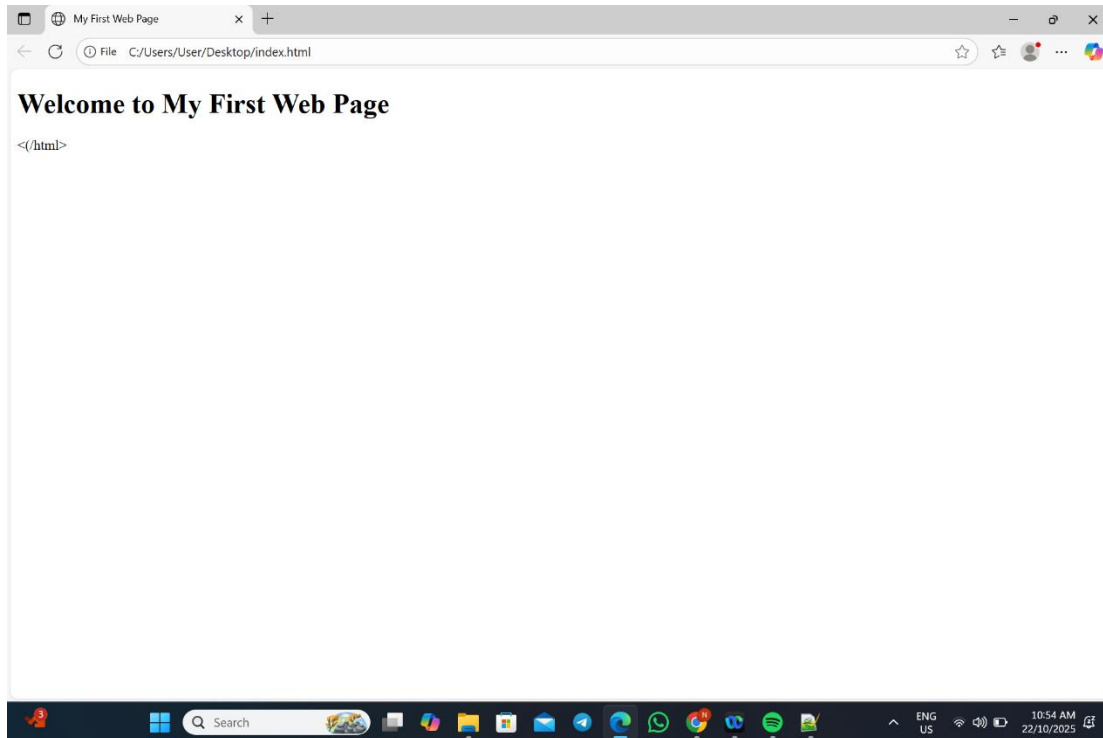 My First Web Page
File C:/Users/User/Desktop/index.html
Welcome to My First Web Page
<(/html>
3
Search
N
ENG
US
10:54 AM
22/10/2025